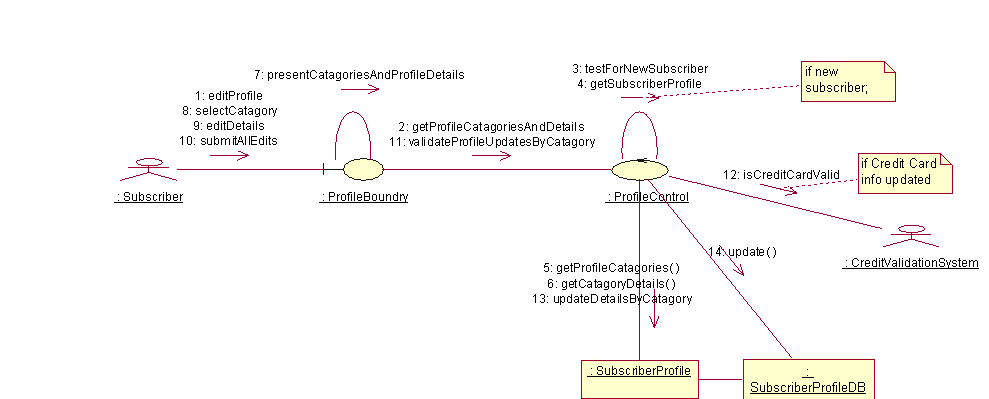 7: presentCatagoriesAndProfileDetails
3: testForNewSubscriber
4: getSubscriberProfile
if new
subscriber;
1: editProfile
8: selectCatagory
9: editDetails
10: submitAllEdits
2: getProfileCatagoriesAndDetails
11: validateProfileUpdatesByCatagory
12: isCreditCardValid
if Credit Card
info updated
: Subscriber
: ProfileBoundry
: ProfileControl
: CreditValidationSystem
14: update( )
5: getProfileCatagories( )
6: getCatagoryDetails( )
13: updateDetailsByCatagory
: SubscriberProfile
:
SubscriberProfileDB